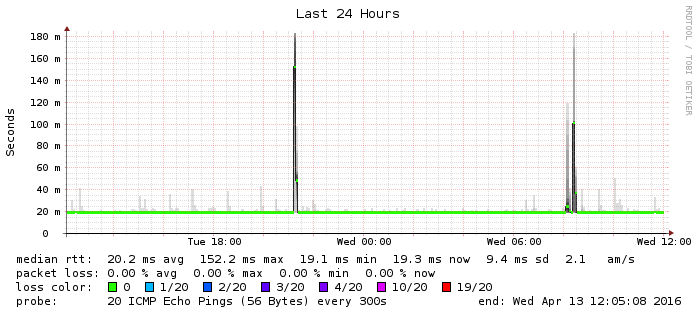 Last 24 Hours
RRDTOOL / TOBI OETIKER
Seconds
180 m
160 m
140 m
120 m
100 m
80 m
60 m
40 m
20 m
0
Tue 18:00 Wed 00:00 Wed 06:00 Wed 12:00
median rtt: 20.2 ms avg 152.2 ms max 19.1 ms min 19.3 ms now 9.4 ms sd 2.1 am/s
packet loss: 0.00 % avg 0.00 % max 0.00 % min 0.00 % now
loss color: 0 1/20 2/20 3/20 4/20 10/20 19/20
probe: 20 ICMP Echo Pings (56 Bytes) every 300s end: Wed Apr 13 12:05:08 2016